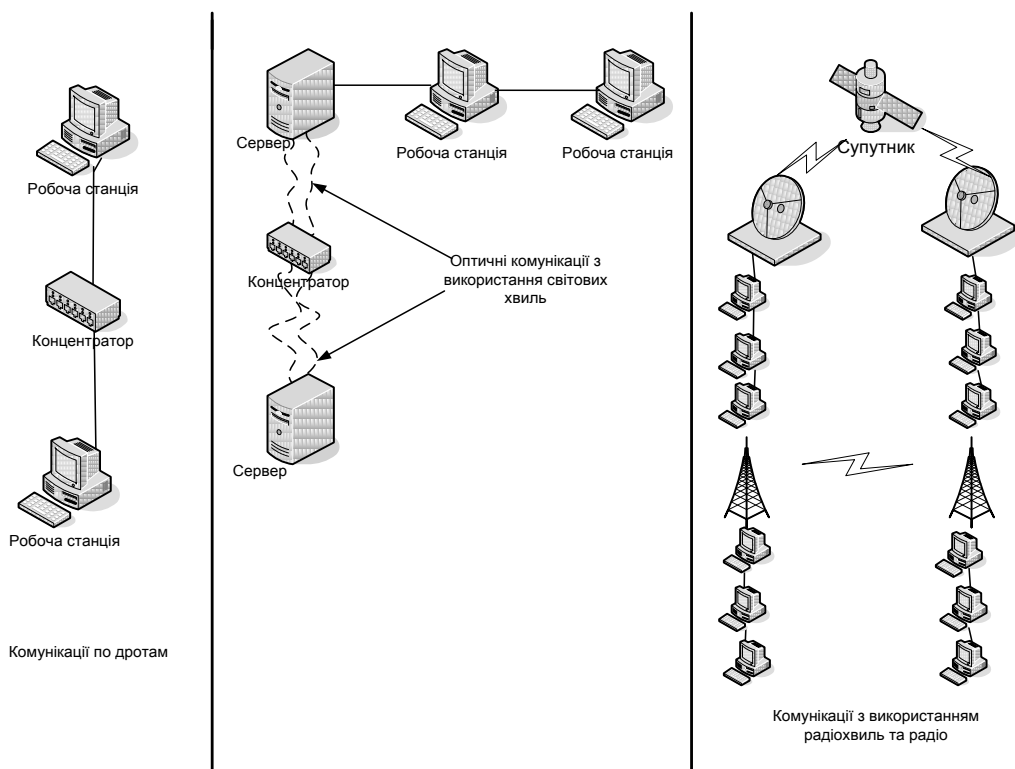 Робоча станція
Концентратор
Робоча станція
Комунікації по дротам
Сервер
Робоча станція
Робоча станція
Концентратор
Оптичні комунікації з
використання світових
хвиль
Сервер
Супутник
Комунікації з використанням
радіохвиль та радіо